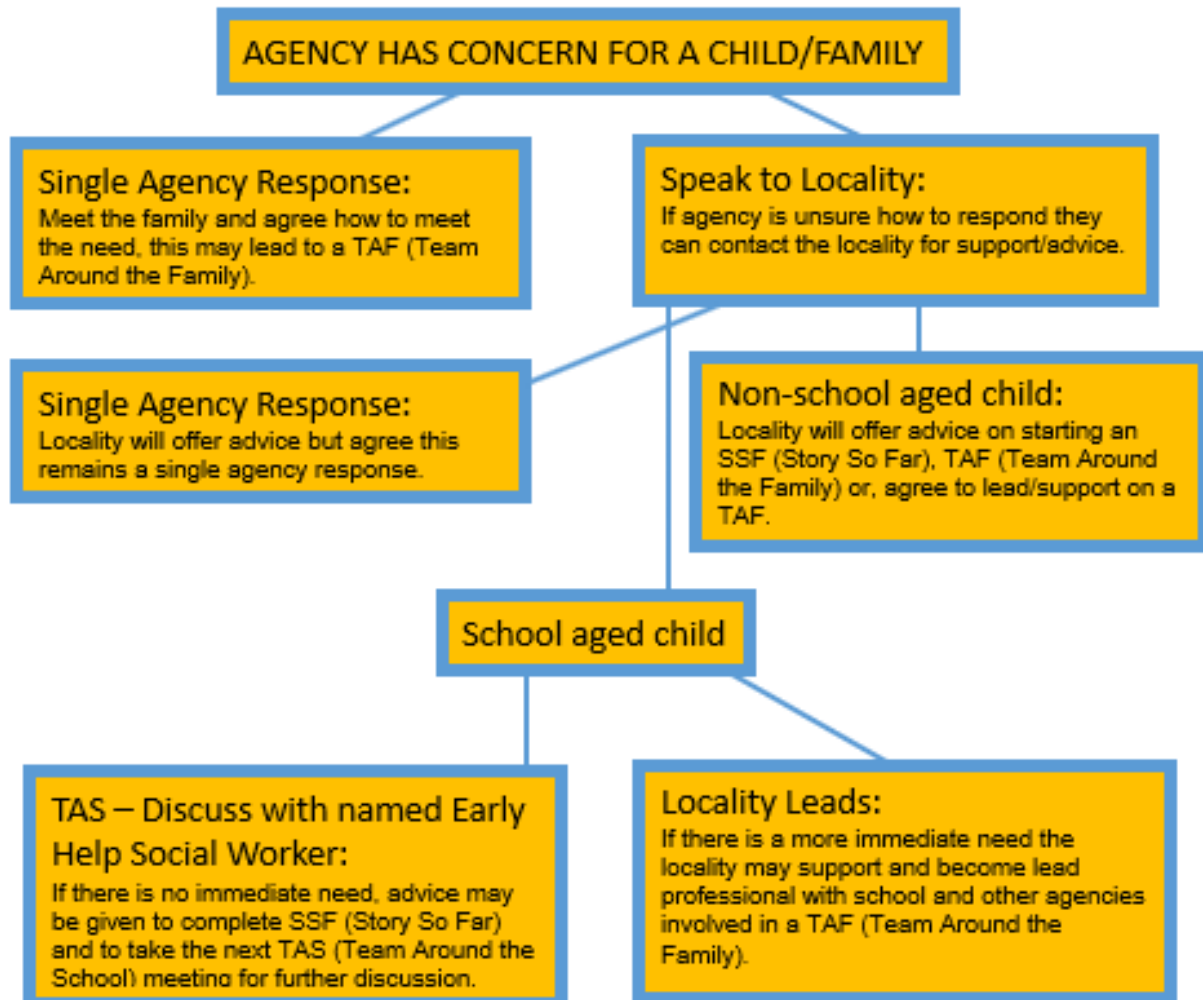 AGENCY HAS CONCERN FOR A CHILD/FAMILY
Single Agency Response:
Meet the family and agree how to meet
the need, this may lead to a TAF (Team
Around the Family).
Speak to Locality:
If agency is unsure how to respond they
can contact the locality for support/advice.
Single Agency Response:
Locality will offer advice but agree this
remains a single agency response.
Non-school aged child:
Locality will offer advice on starting an
SSF (Story So Far), TAF (Team Around
the Family) or, agree to lead/support on a
TAF.
School aged child
TAS – Discuss with named Early
Help Social Worker:
If there is no immediate need, advice may
be given to complete SSF (Story So Far)
and to take the next TAS (Team Around the
School) meeting for further discussion.
Locality Leads:
If there is a more immediate need the
locality may support and become lead
professional with school and other agencies
involved in a TAF (Team Around the
Family).